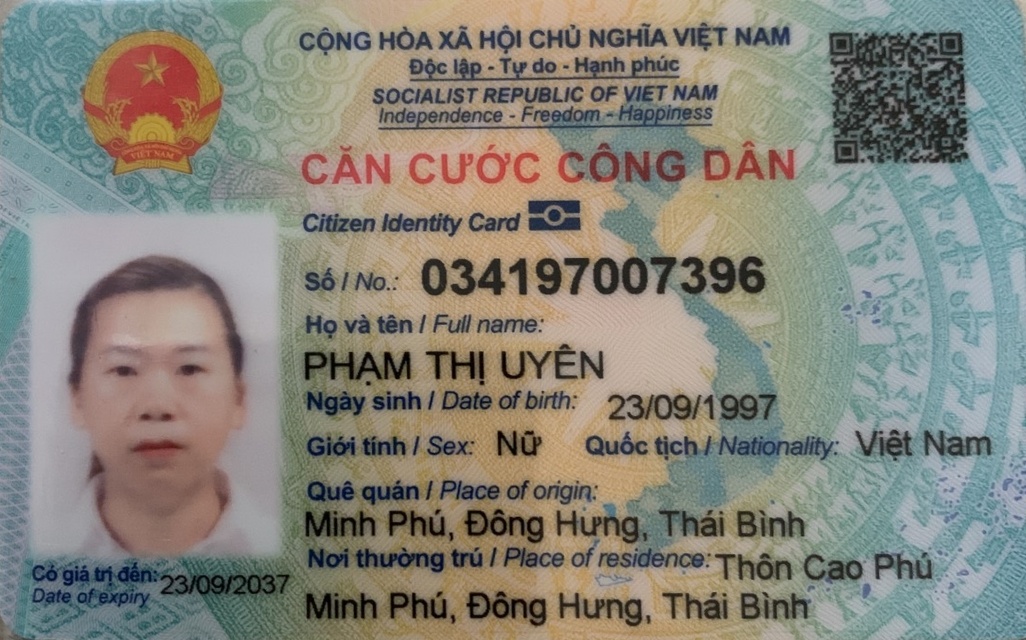 CỘNG HÒA XÃ HỘI CHỦ NGHĨA VIỆT NAM
Độc lập - Tự do - Hạnh phúc
SOCIALIST REPUBLIC OF VIET NAM
Independence - Freedom - Happiness
VIỆT NAM
CĂN CƯỚC CÔNG DÂN
Citizen Identity Card
Số / No.: 034197007396
Họ và tên / Full name:
PHẠM THỊ UYÊN
Ngày sinh / Date of birth: 23/09/1997
Giới tính / Sex: Nữ Quốc tịch / Nationality: Việt Nam
Quê quán / Place of origin:
Minh Phú, Đông Hưng, Thái Bình
Nơi thường trú / Place of residence: Thôn Cao Phú
Minh Phú, Đông Hưng, Thái Bình
Có giá trị đến: 23/09/2037
Date of expiry